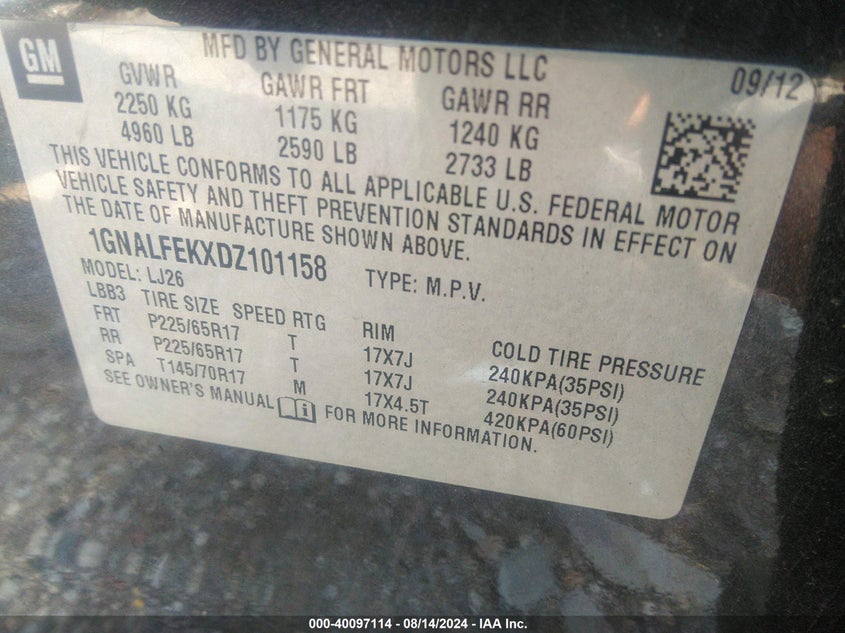 GM
MFD BY GENERAL MOTORS LLC
09/12
GVWR GAWR FRT GAWR RR
2250 KG 1175 KG 1240 KG
4960 LB 2590 LB 2733 LB
THIS VEHICLE CONFORMS TO ALL APPLICABLE U.S. FEDERAL MOTOR
VEHICLE SAFETY AND THEFT PREVENTION STANDARDS IN EFFECT ON
THE DATE OF MANUFACTURE SHOWN ABOVE.
1GNALFEKXDZ101158 TYPE: M.P.V.
MODEL: LJ26
LBB3 TIRE SIZE SPEED RTG RIM COLD TIRE PRESSURE
FRT P225/65R17 T 17X7J 240KPA(35PSI)
RR P225/65R17 T 17X7J 240KPA(35PSI)
SPA T145/70R17 M 17X4.5T 420KPA(60PSI)
SEE OWNER'S MANUAL i FOR MORE INFORMATION.
000-40097114 - 08/14/2024 - IAA Inc.